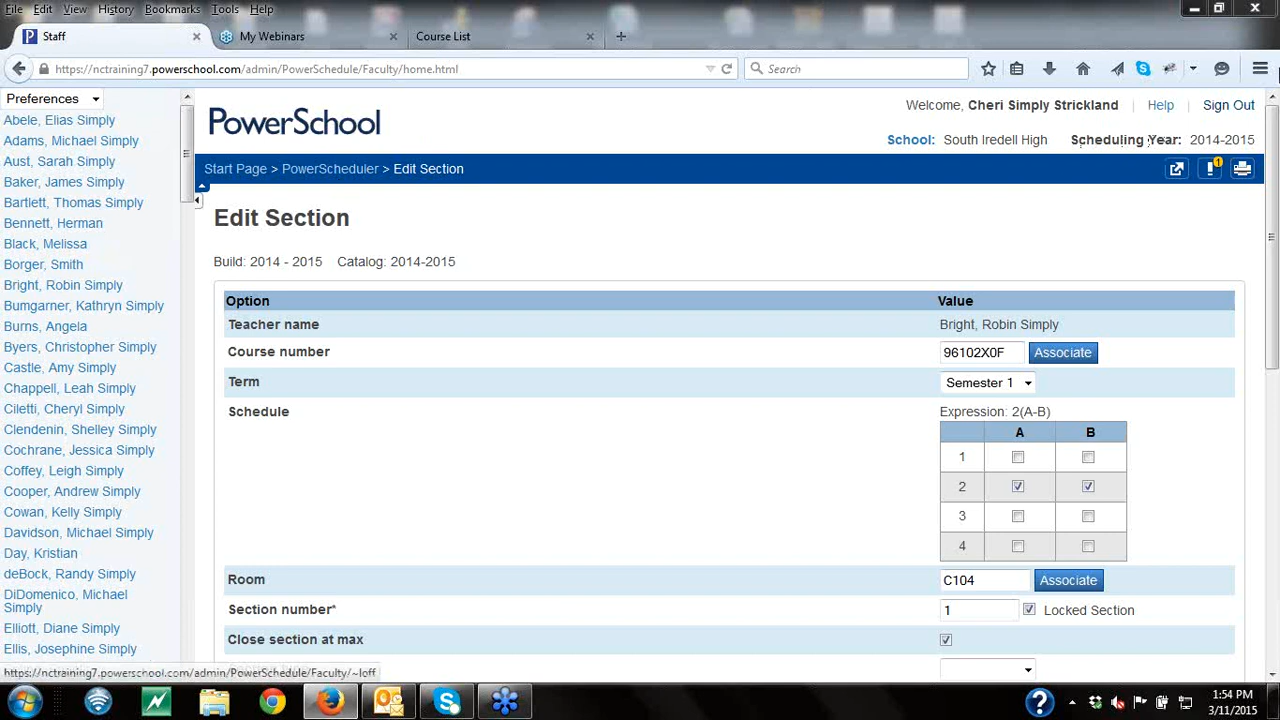 File Edit View History Bookmarks Tools Help
Staff × My Webinars × Course List × +
https://nctraining7.powerschool.com/admin/PowerSchedule/Faculty/home.html Search
Preferences
Abele, Elias Simply
Adams, Michael Simply
Aust, Sarah Simply
Baker, James Simply
Bartlett, Thomas Simply
Bennett, Herman
Black, Melissa
Borger, Smith
Bright, Robin Simply
Bumgarner, Kathryn Simply
Burns, Angela
Byers, Christopher Simply
Castle, Amy Simply
Chappell, Leah Simply
Ciletti, Cheryl Simply
Clendenin, Shelley Simply
Cochrane, Jessica Simply
Coffey, Leigh Simply
Cooper, Andrew Simply
Cowan, Kelly Simply
Davidson, Michael Simply
Day, Kristian
deBock, Randy Simply
DiDomenico, Michael
Simply
Elliott, Diane Simply
Ellis, Josephine Simply
PowerSchool
Welcome, Cheri Simply Strickland Help Sign Out
School: South Iredell High Scheduling Year: 2014-2015
Start Page > PowerScheduler > Edit Section
1
Edit Section
Build: 2014 - 2015 Catalog: 2014-2015
Option Value
Teacher name Bright, Robin Simply
Course number 96102X0F Associate
Term Semester 1
Schedule Expression: 2(A-B)
A B
1
2
3
4
Room C104 Associate
Section number* 1 Locked Section
Close section at max
https://nctraining7.powerschool.com/admin/PowerSchedule/Faculty/~loff
1:54 PM
3/11/2015